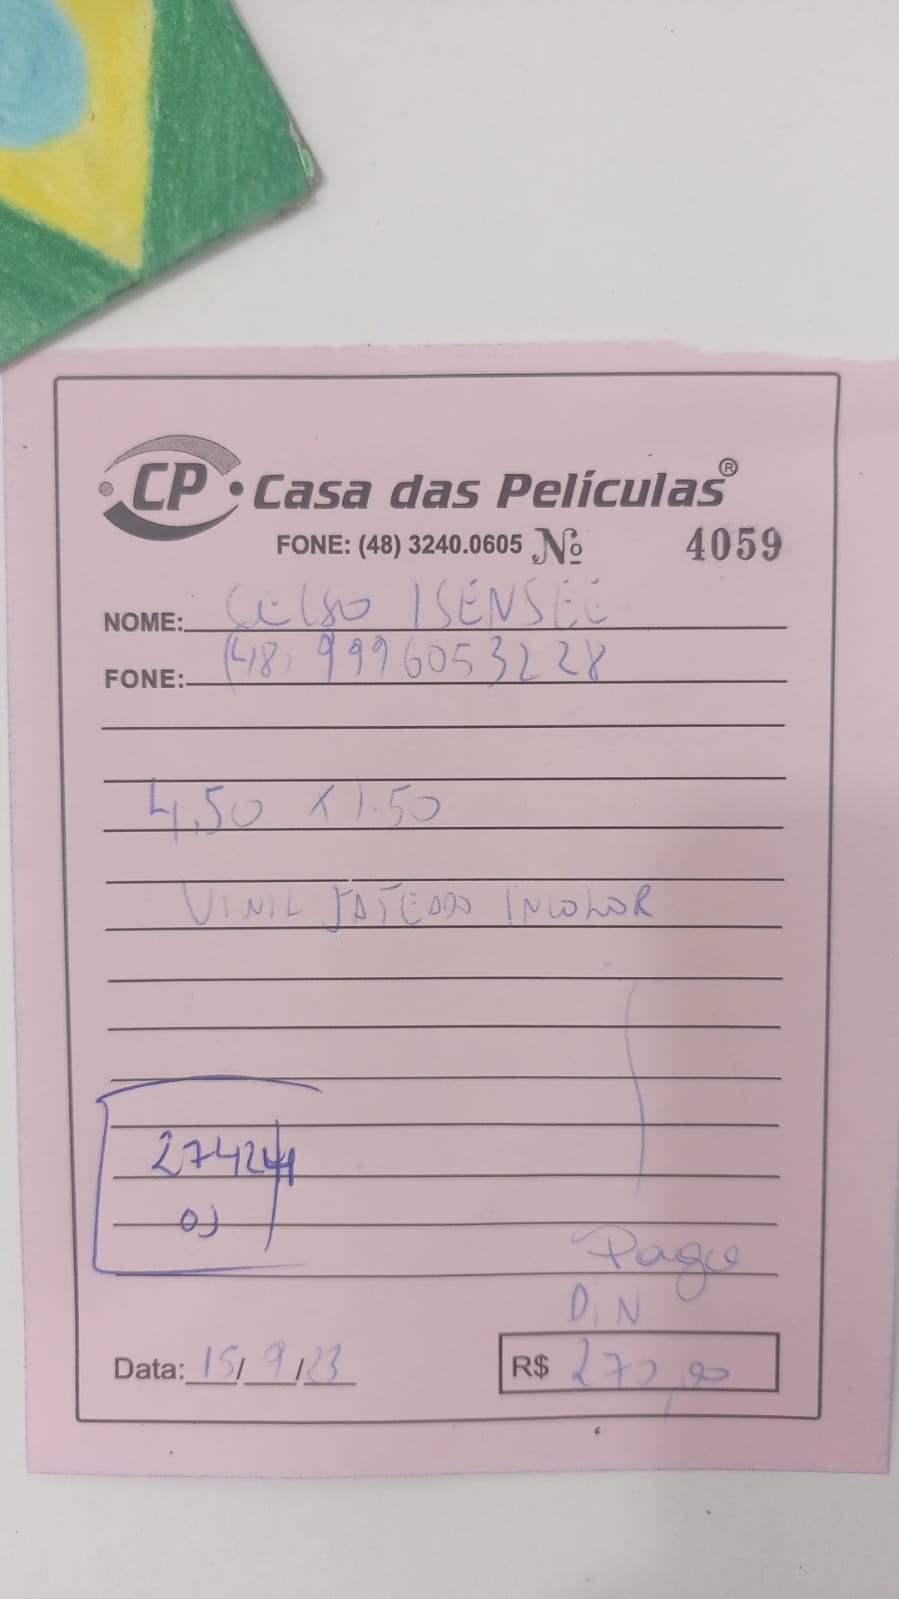 CP Casa das Películas®
FONE: (48) 3240.0605 Nº 4059
NOME: CELSO ISENSEE
FONE: (48) 999605 3228
4,50 X 1.50
VINIL JATEADO INCOLOR
27424
Pago
DIN
Data: 15/9/23 R$ 270,00